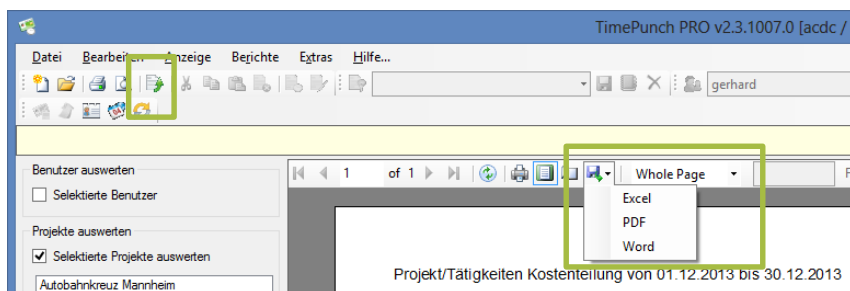 TimePunch PRO v2.3.1007.0 [acdc /
Datei Bearbeiten Anzeige Berichte Extras Hilfe...
gerhard
Benutzer auswerten
1 of 1 Whole Page
Selektierte Benutzer
Excel
PDF
Word
Projekte auswerten
Selektierte Projekte auswerten
Autobahnkreuz Mannheim
Projekt/Tätigkeiten Kostenteilung von 01.12.2013 bis 30.12.2013